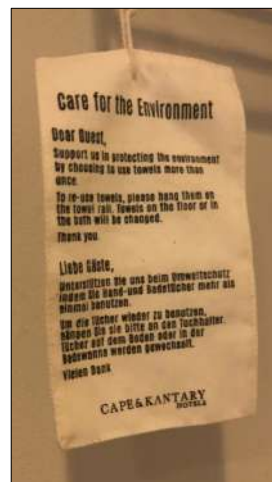 Care for the Environment
Dear Guest,
Support us in protecting the environment
by choosing to use towels more than
once.
To re-use towels, please hang them on
the towel rail. Towels on the floor or in
the bath will be changed.
Thank you
Liebe Gäste,
Unterstützen Sie uns beim Umweltschutz
indem Sie Hand-und Badetücher mehr als
einmal benutzen.
Um die Tücher wieder zu benutzen,
hängen Sie sie bitte an den Tuchhalter.
Tücher auf dem Boden oder in der
Badewanne werden gewechselt.
Vielen Dank
CAPE & KANTARY
HOTELS